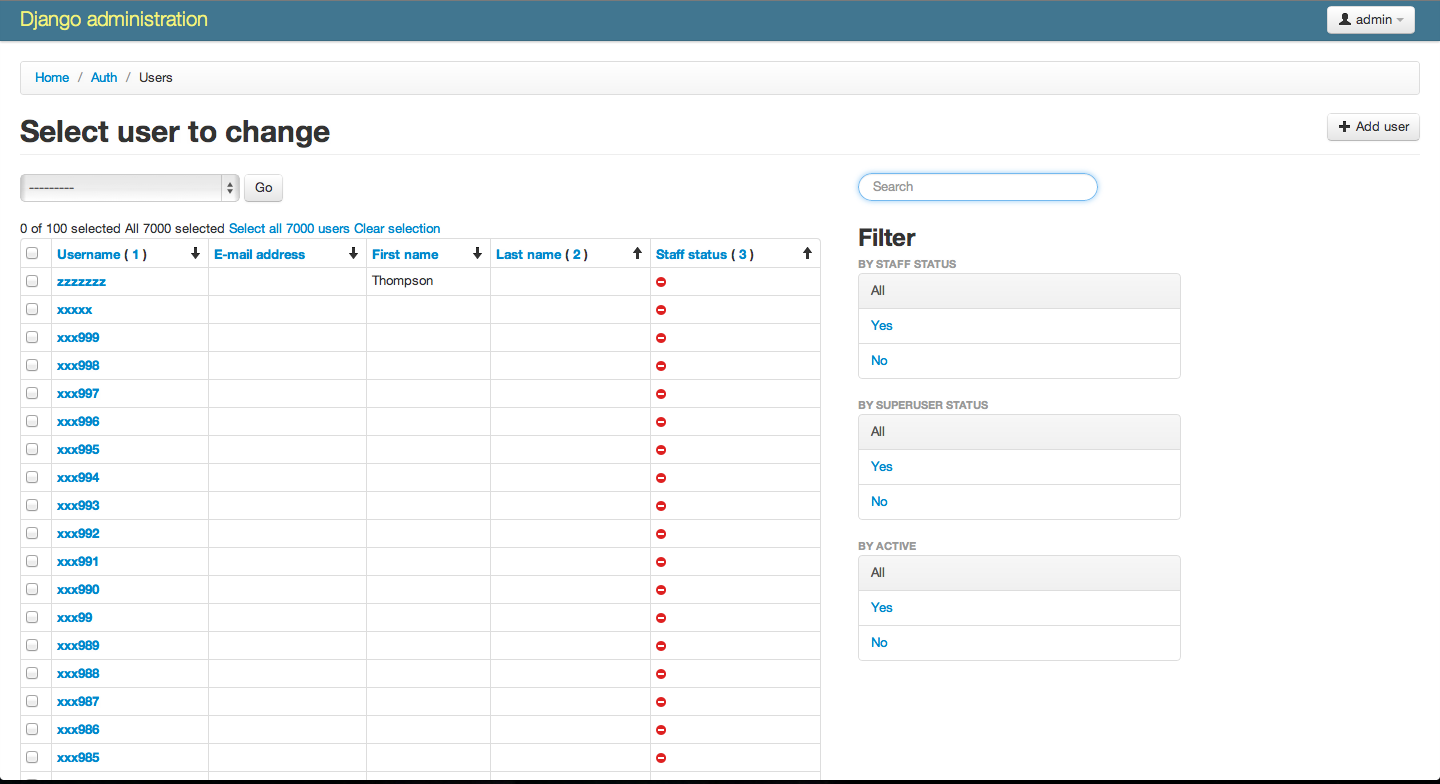 Django administration
admin
Home / Auth / Users
Select user to change
Add user
---------
Go
Search
0 of 100 selected All 7000 selected Select all 7000 users Clear selection
Username ( 1 ) E-mail address First name Last name ( 2 ) Staff status ( 3 )
zzzzzzz Thompson
xxxxx
xxx999
xxx998
xxx997
xxx996
xxx995
xxx994
xxx993
xxx992
xxx991
xxx990
xxx99
xxx989
xxx988
xxx987
xxx986
xxx985
Filter
BY STAFF STATUS
All
Yes
No
BY SUPERUSER STATUS
All
Yes
No
BY ACTIVE
All
Yes
No